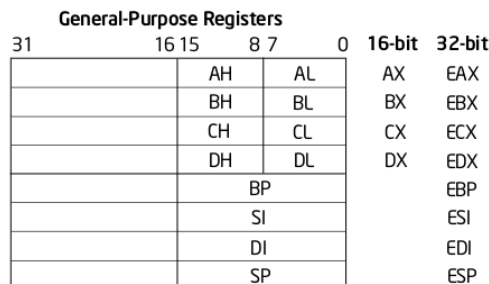 General-Purpose Registers
31 16 15 8 7 0 16-bit 32-bit
AH AL AX EAX
BH BL BX EBX
CH CL CX ECX
DH DL DX EDX
BP EBP
SI ESI
DI EDI
SP ESP